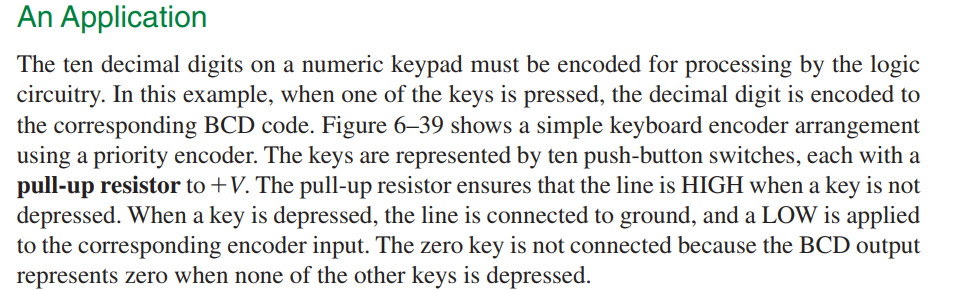 An Application
The ten decimal digits on a numeric keypad must be encoded for processing by the logic
circuitry. In this example, when one of the keys is pressed, the decimal digit is encoded to
the corresponding BCD code. Figure 6–39 shows a simple keyboard encoder arrangement
using a priority encoder. The keys are represented by ten push-button switches, each with a
pull-up resistor to +V. The pull-up resistor ensures that the line is HIGH when a key is not
depressed. When a key is depressed, the line is connected to ground, and a LOW is applied
to the corresponding encoder input. The zero key is not connected because the BCD output
represents zero when none of the other keys is depressed.